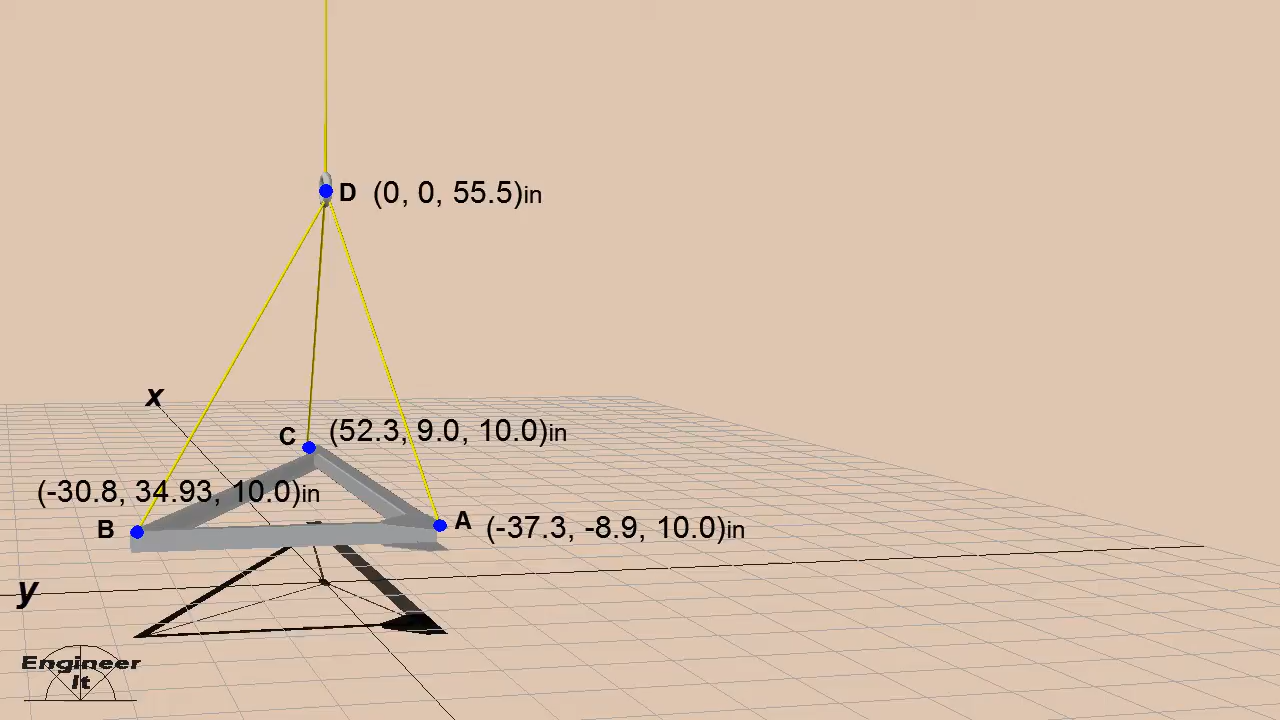 D (0, 0, 55.5)in
x
C (52.3, 9.0, 10.0)in
(-30.8, 34.93, 10.0)in
B
A (-37.3, -8.9, 10.0)in
y
Engineer
It